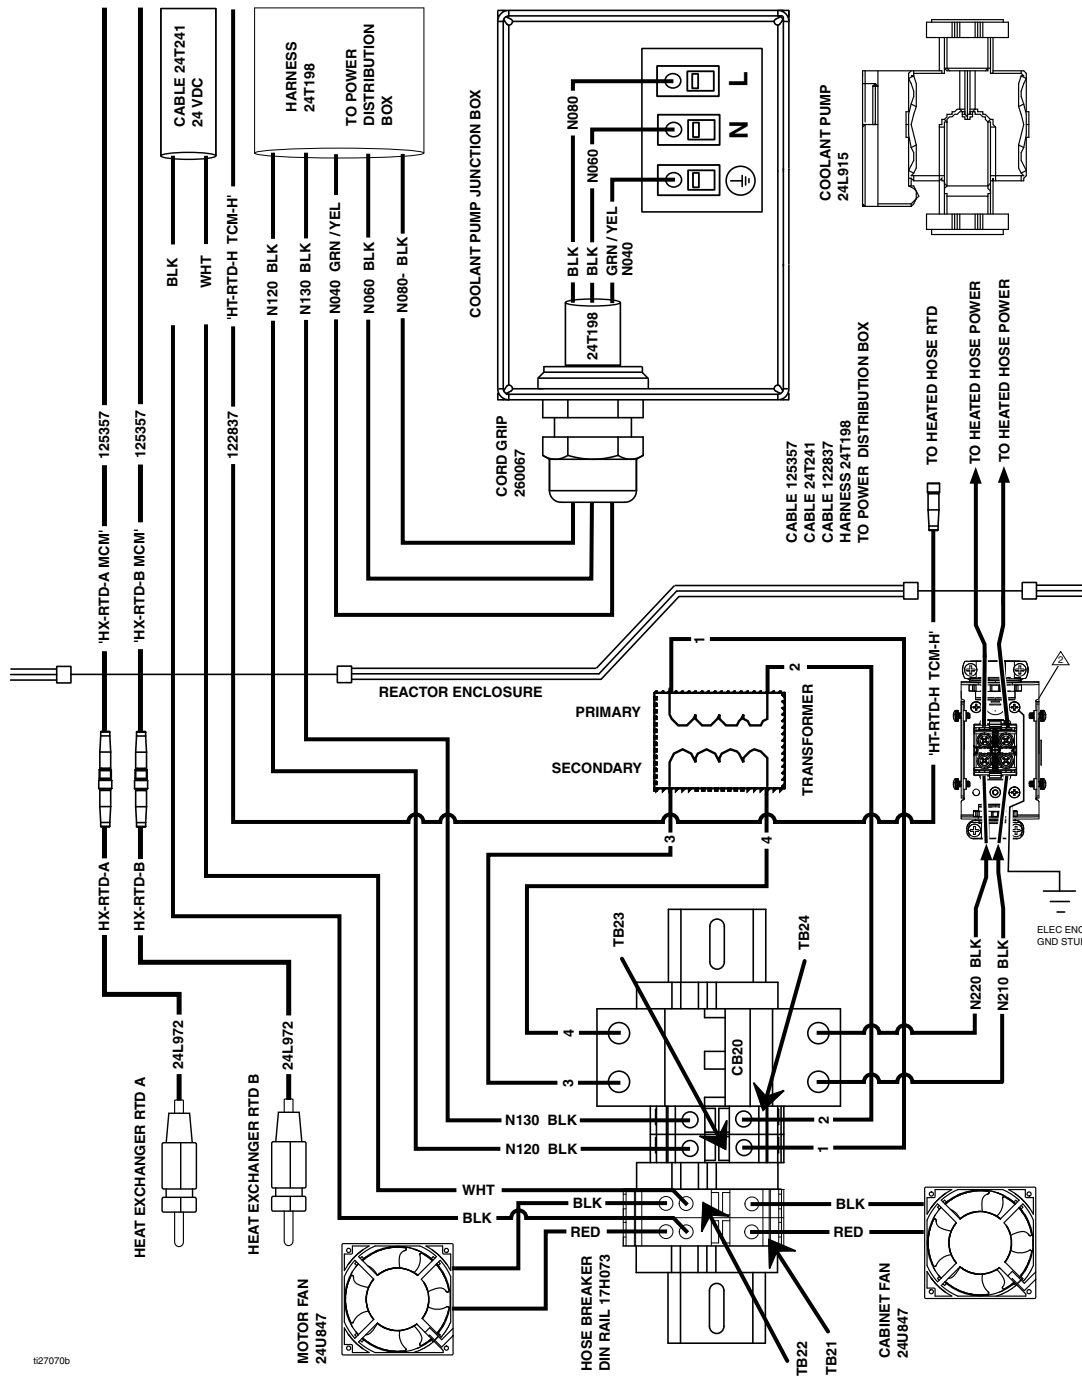 CABLE 24T241
24 VDC
HARNESS
24T198
TO POWER
DISTRIBUTION
BOX
BLK
WHT
'HT-RTD-H TCM-H'
N120 BLK
N130 BLK
N040 GRN / YEL
N060 BLK
N080- BLK
125357
125357
122837
'HX-RTD-A MCM'
'HX-RTD-B MCM'
COOLANT PUMP JUNCTION BOX
N080
N060
BLK
BLK
GRN / YEL
N040
L
N
24T198
CORD GRIP
260067
COOLANT PUMP
24L915
CABLE 125357
CABLE 24T241
CABLE 122837
HARNESS 24T198
TO POWER DISTRIBUTION BOX
TO HEATED HOSE RTD
TO HEATED HOSE POWER
TO HEATED HOSE POWER
REACTOR ENCLOSURE
PRIMARY
SECONDARY
TRANSFORMER
1
2
3
4
'HT-RTD-H TCM-H'
2
HX-RTD-A
HX-RTD-B
24L972
24L972
HEAT EXCHANGER RTD A
HEAT EXCHANGER RTD B
TB23
TB24
CB20
4
3
N130 BLK
N120 BLK
2
1
N220 BLK
N210 BLK
ELEC ENC
GND STU
WHT
BLK
BLK
RED
BLK
RED
MOTOR FAN
24U847
HOSE BREAKER
DIN RAIL 17H073
TB22
TB21
CABINET FAN
24U847
ti27070b